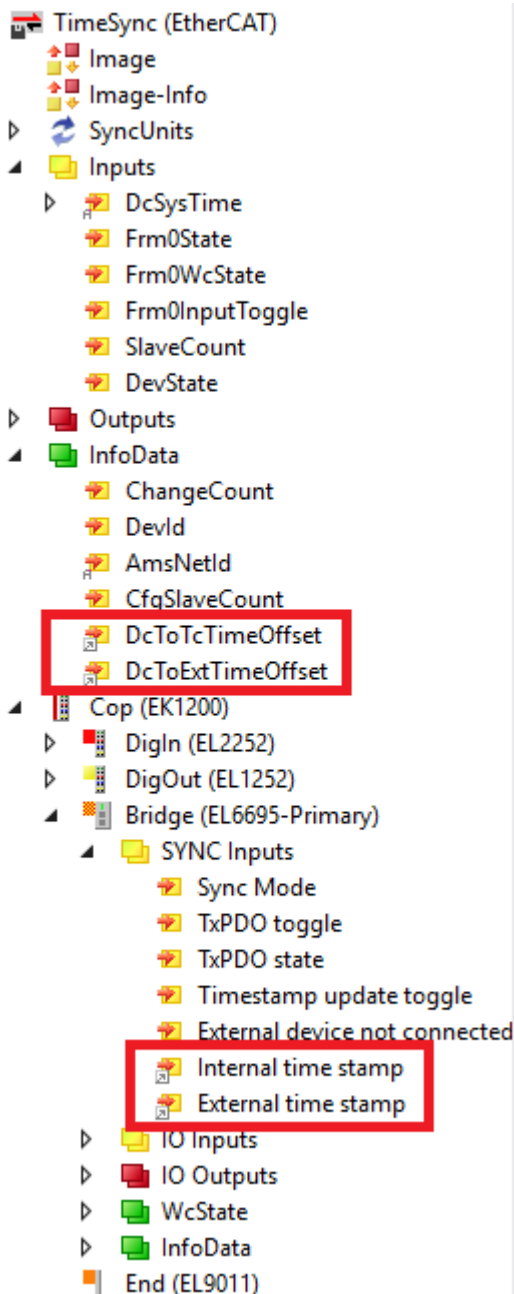 TimeSync (EtherCAT)
Image
Image-Info
SyncUnits
Inputs
DcSysTime
Frm0State
Frm0WcState
Frm0InputToggle
SlaveCount
DevState
Outputs
InfoData
ChangeCount
DevId
AmsNetId
CfgSlaveCount
DcToTcTimeOffset
DcToExtTimeOffset
Cop (EK1200)
DigIn (EL2252)
DigOut (EL1252)
Bridge (EL6695-Primary)
SYNC Inputs
Sync Mode
TxPDO toggle
TxPDO state
Timestamp update toggle
External device not connected
Internal time stamp
External time stamp
IO Inputs
IO Outputs
WcState
InfoData
End (EL9011)